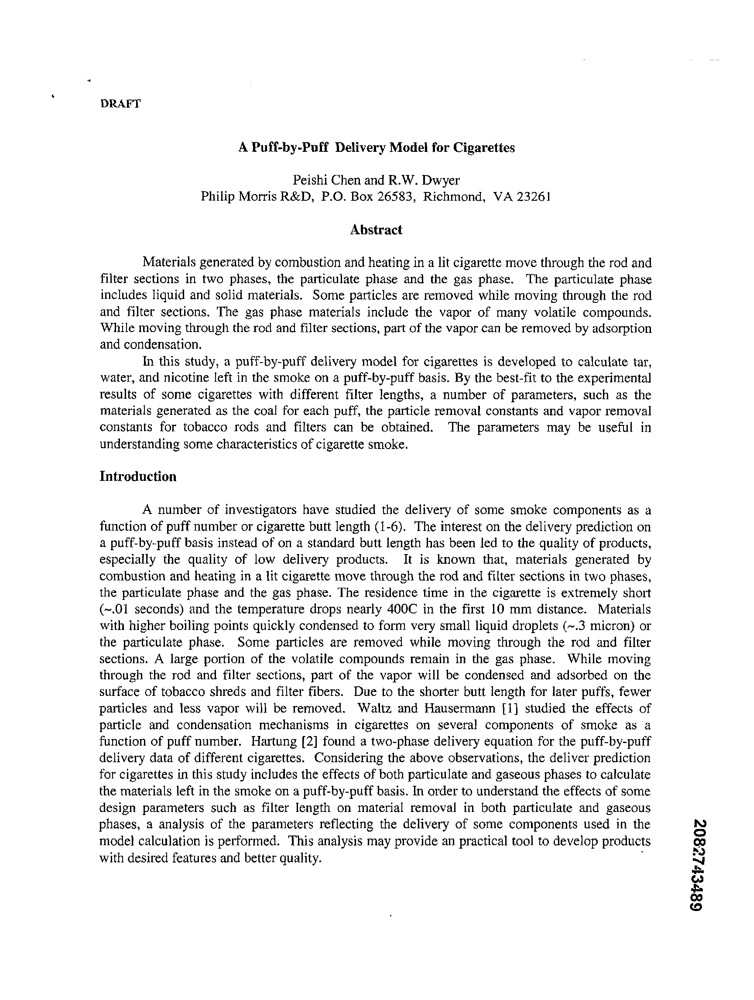 DRAFT
A Puff-by-Puff Delivery Model for Cigarettes
Peishi Chen and R.W. Dwyer
Philip Morris R&D, P.O. Box 26583, Richmond, VA 23261
Abstract
Materials generated by combustion and heating in a lit cigarette move through the rod and
filter sections in two phases, the particulate phase and the gas phase. The particulate phase
includes liquid and solid materials. Some particles are removed while moving through the rod
and filter sections. The gas phase materials include the vapor of many volatile compounds.
While moving through the rod and filter sections, part of the vapor can be removed by adsorption
and condensation.
In this study, a puff-by-puff delivery model for cigarettes is developed to calculate tar,
water, and nicotine left in the smoke on a puff-by-puff basis. By the best-fit to the experimental
results of some cigarettes with different filter lengths, a number of parameters, such as the
materials generated as the coal for each puff, the particle removal constants and vapor removal
constants for tobacco rods and filters can be obtained. The parameters may be useful in
understanding some characteristics of cigarette smoke.
Introduction
A number of investigators have studied the delivery of some smoke components as a
function of puff number or cigarette butt length (1-6). The interest on the delivery prediction on
a puff-by-puff basis instead of on a standard butt length has been led to the quality of products,
especially the quality of low delivery products. It is known that, materials generated by
combustion and heating in a lit cigarette move through the rod and filter sections in two phases,
the particulate phase and the gas phase. The residence time in the cigarette is extremely short
(~.01 seconds) and the temperature drops nearly 400C in the first 10 mm distance. Materials
with higher boiling points quickly condensed to form very small liquid droplets (~.3 micron) or
the particulate phase. Some particles are removed while moving through the rod and filter
sections. A large portion of the volatile compounds remain in the gas phase. While moving
through the rod and filter sections, part of the vapor will be condensed and adsorbed on the
surface of tobacco shreds and filter fibers. Due to the shorter butt length for later puffs, fewer
particles and less vapor will be removed. Waltz and Hausermann [1] studied the effects of
particle and condensation mechanisms in cigarettes on several components of smoke as a
function of puff number. Hartung [2] found a two-phase delivery equation for the puff-by-puff
delivery data of different cigarettes. Considering the above observations, the deliver prediction
for cigarettes in this study includes the effects of both particulate and gaseous phases to calculate
the materials left in the smoke on a puff-by-puff basis. In order to understand the effects of some
design parameters such as filter length on material removal in both particulate and gaseous
phases, a analysis of the parameters reflecting the delivery of some components used in the
model calculation is performed. This analysis may provide an practical tool to develop products
with desired features and better quality.
2082743489